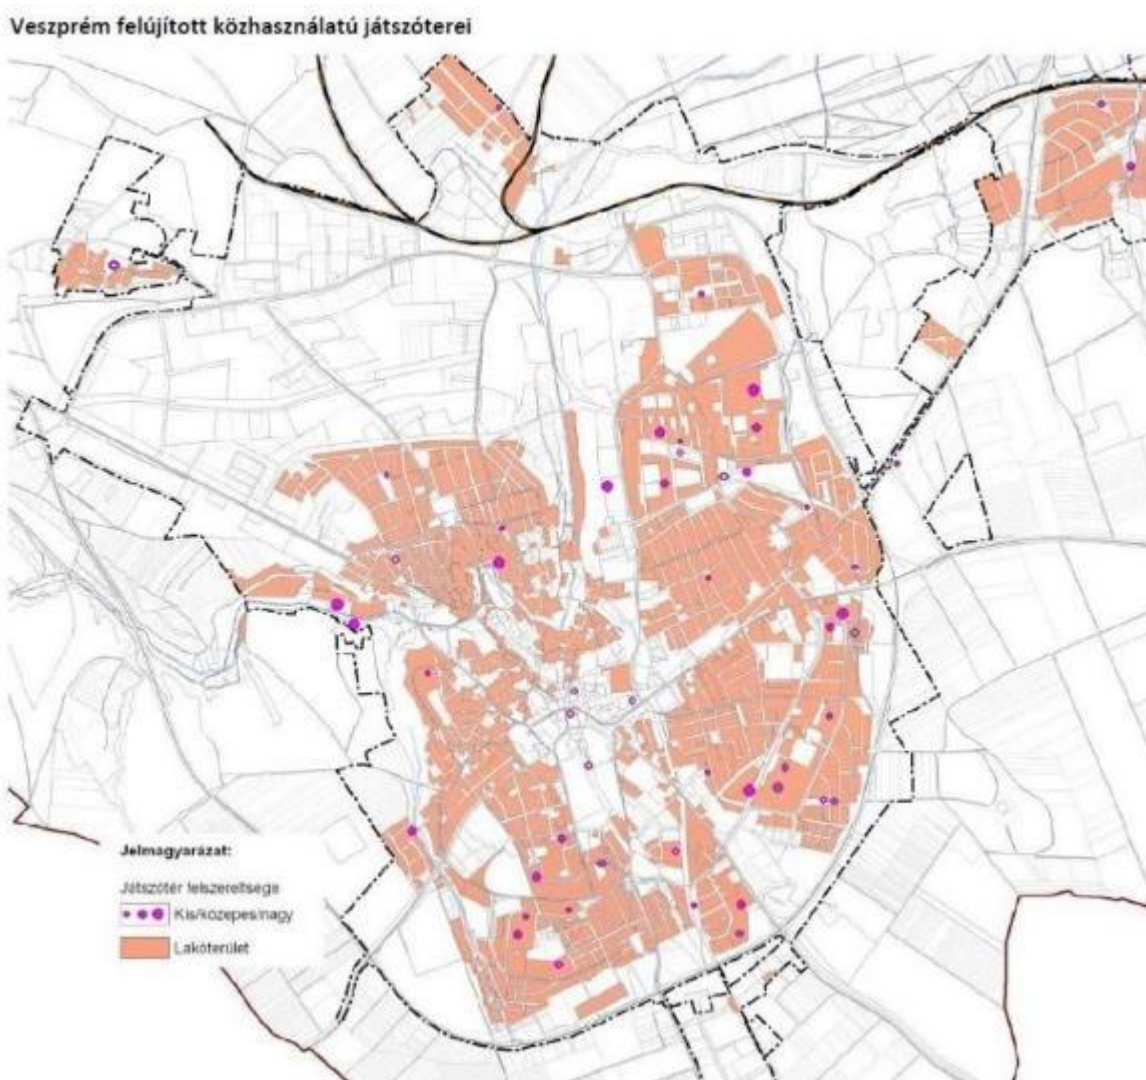 Veszprém felújított közhasználatú játszóterei
Jelmagyarázat:
Játszótér felszereltsége
Kis/közepes/nagy
Lakóterület